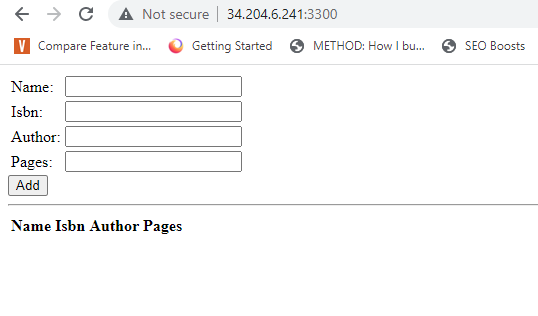 Not secure | 34.204.6.241:3300
V Compare Feature in... Getting Started METHOD: How I bu... SEO Boosts
Name:
Isbn:
Author:
Pages:
Add
Name Isbn Author Pages